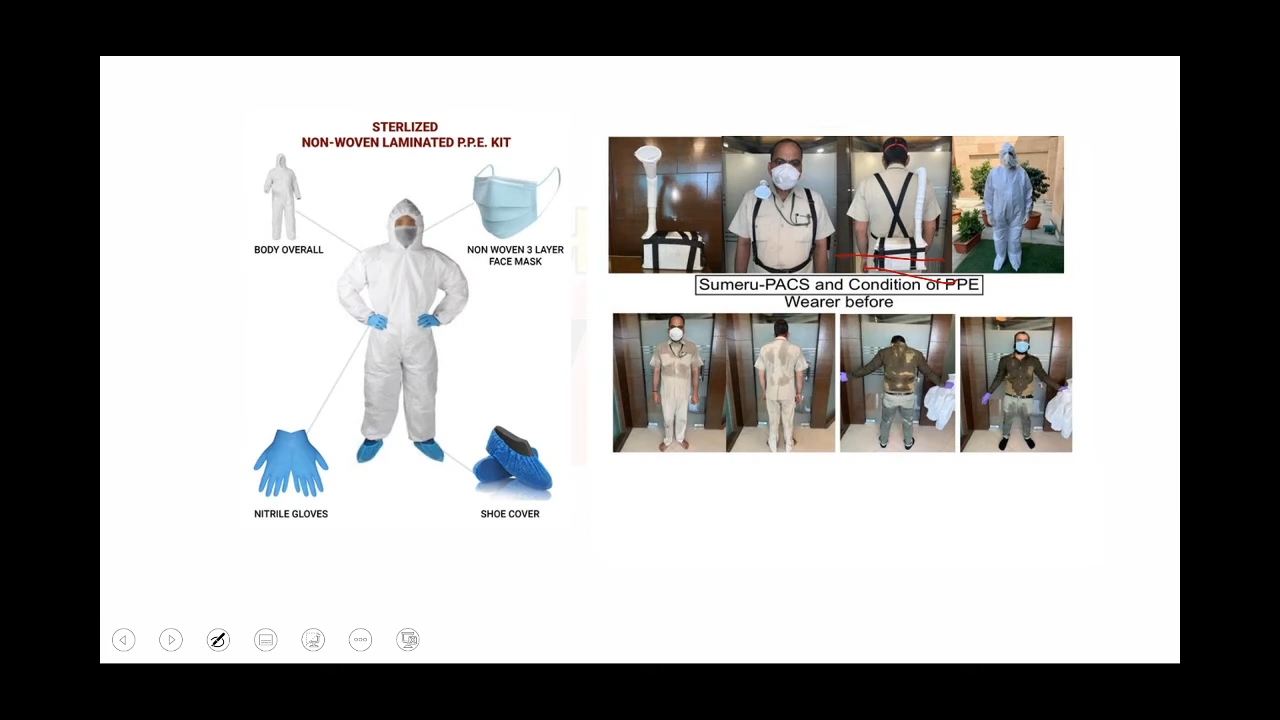 STERLIZED
NON-WOVEN LAMINATED P.P.E. KIT
BODY OVERALL
NON WOVEN 3 LAYER
FACE MASK
NITRILE GLOVES
SHOE COVER
Sumeru-PACS and Condition of PPE
Wearer before